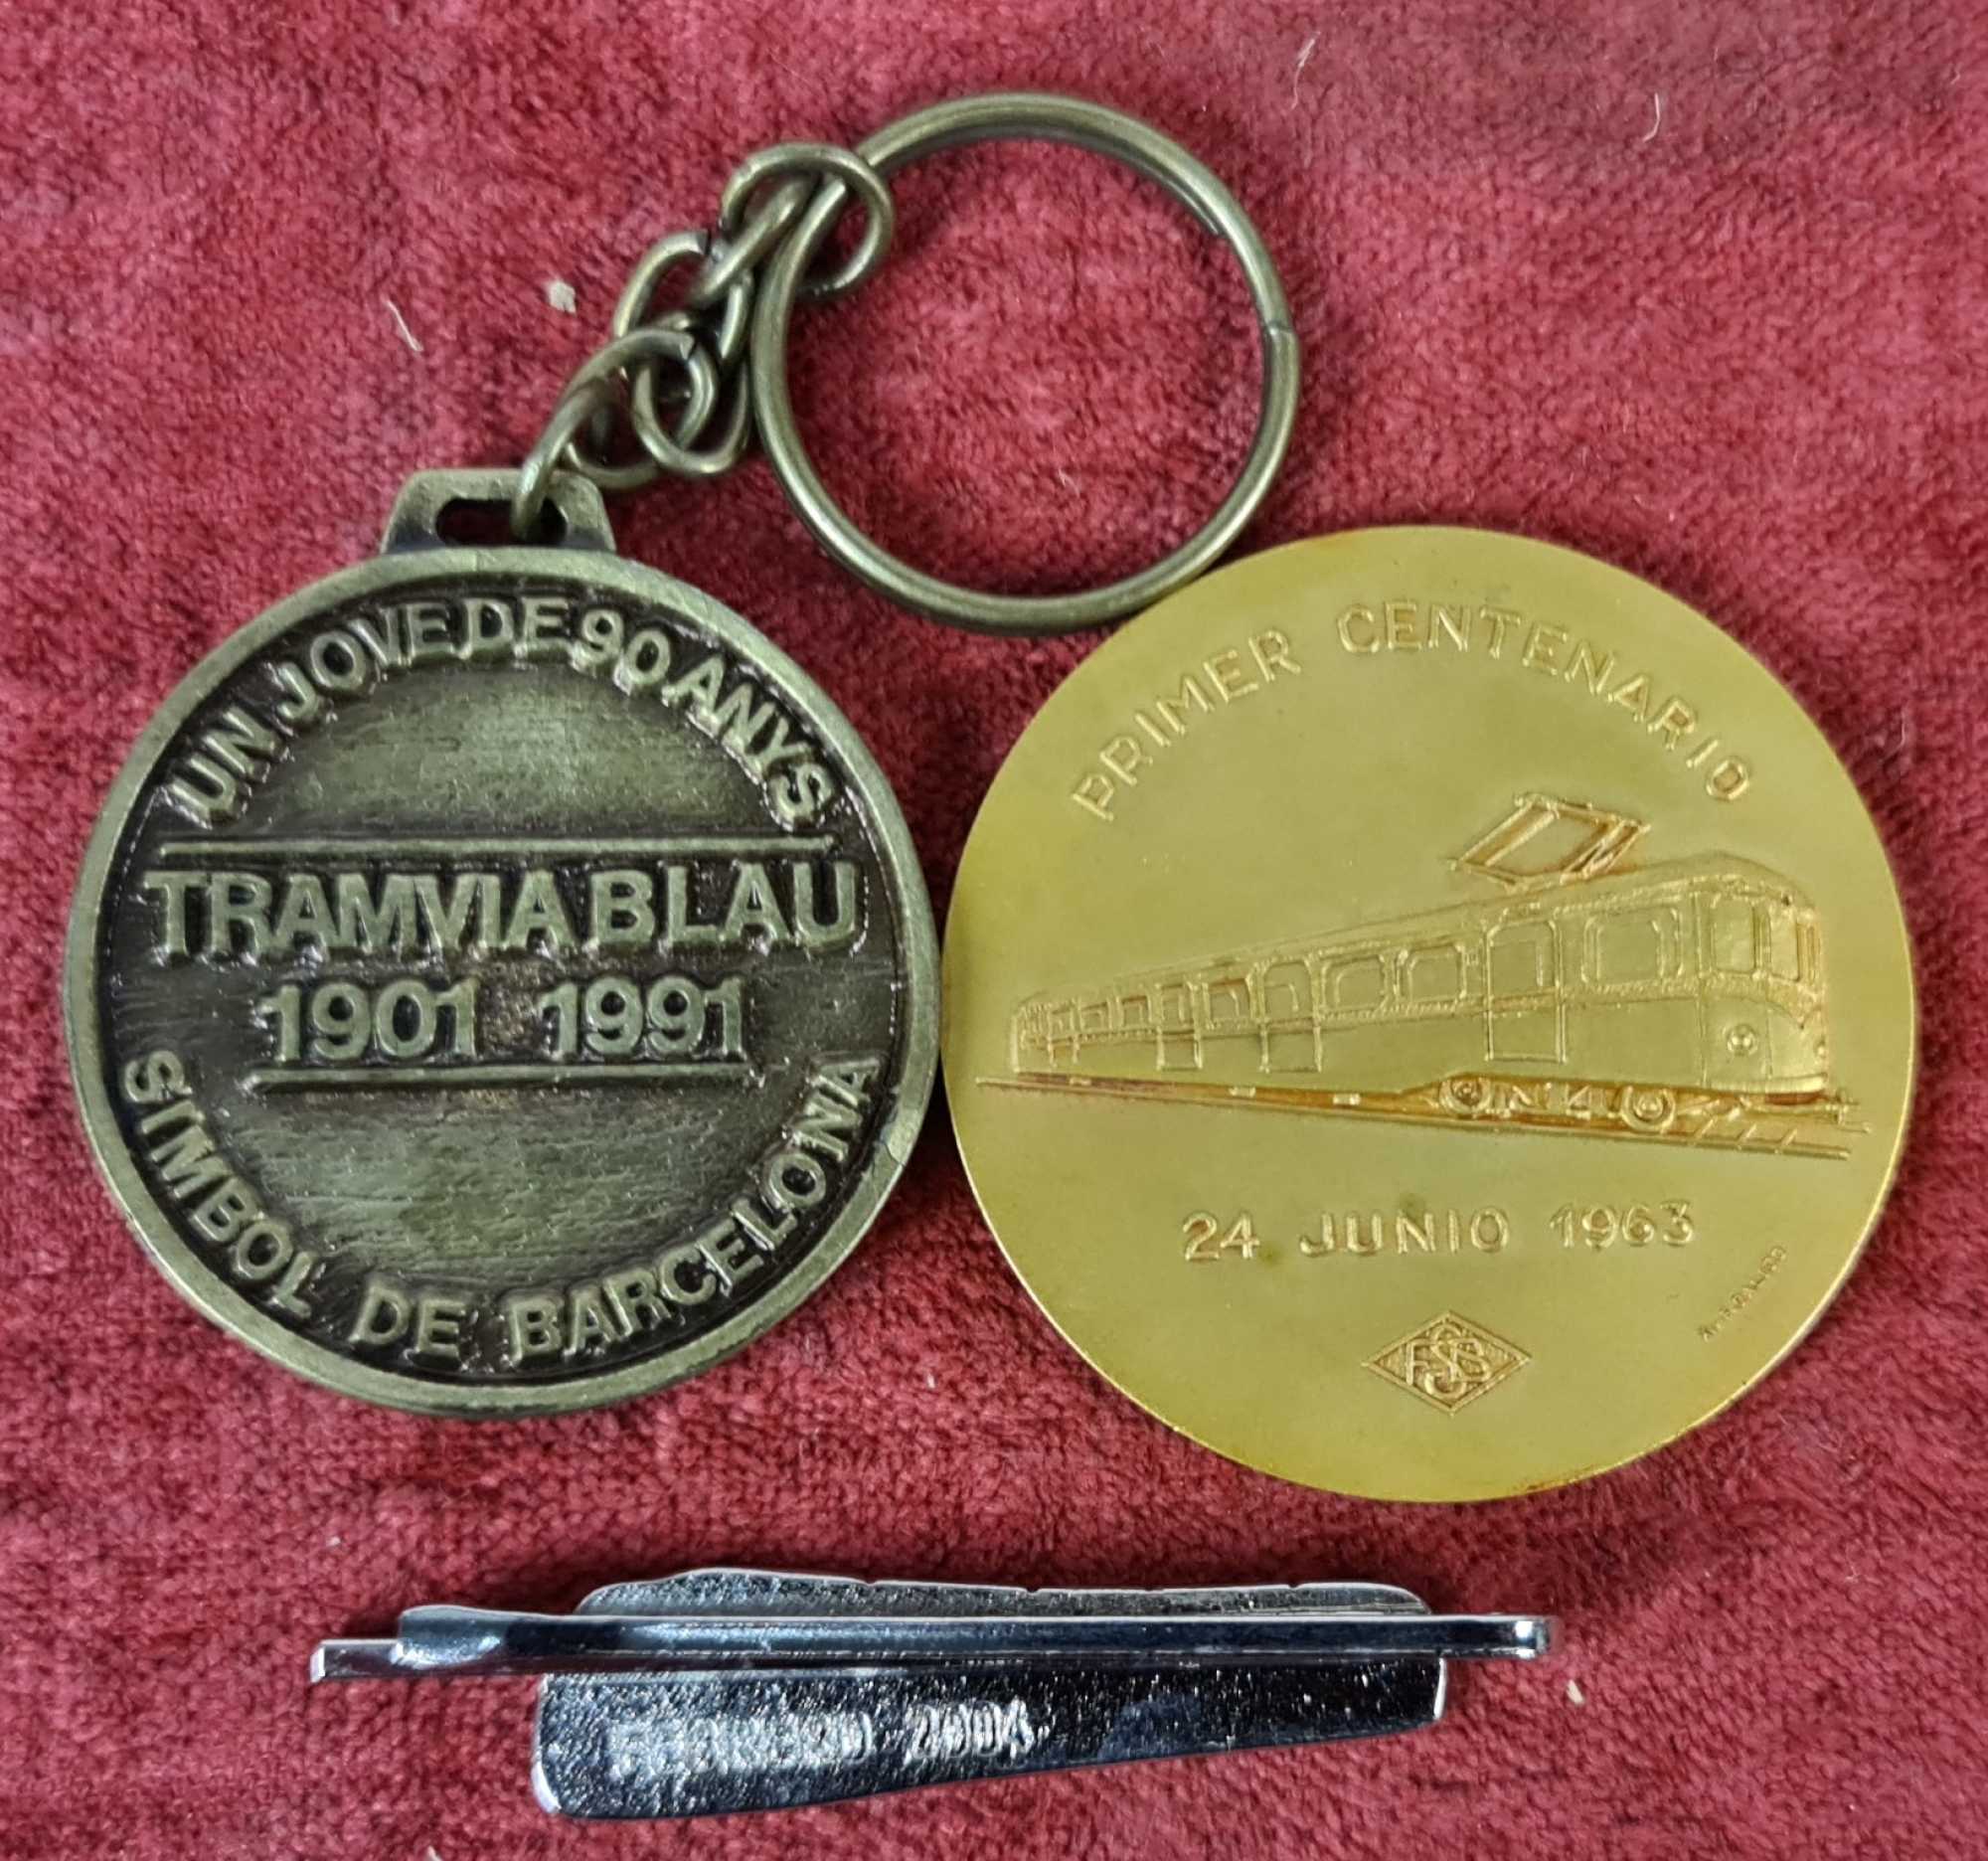 UN JOVE DE 90 ANYS
TRAMVIA BLAU
1901 1991
SIMBOL DE BARCELONA
PRIMER CENTENARIO
24 JUNIO 1963